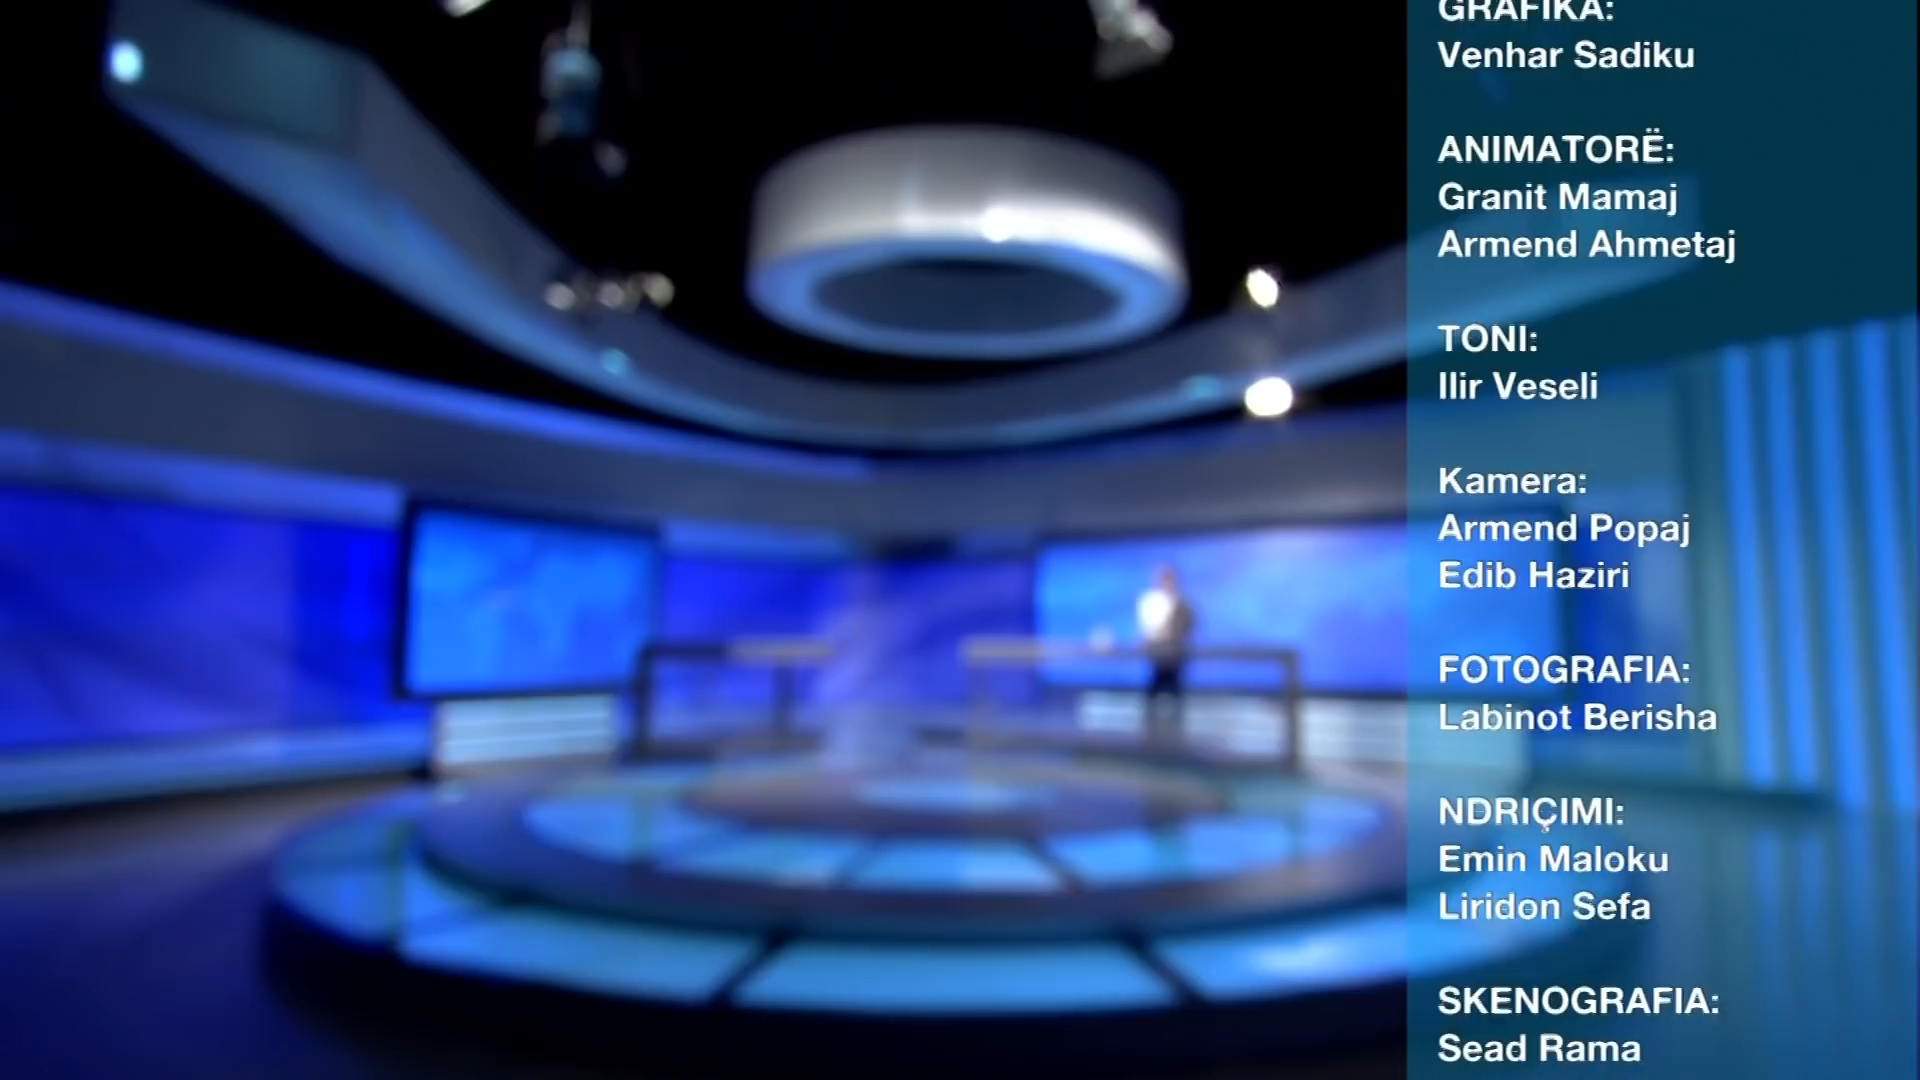 GRAFIKA:
Venhar Sadiku
ANIMATORË:
Granit Mamaj
Armend Ahmetaj
TONI:
Ilir Veseli
Kamera:
Armend Popaj
Edib Haziri
FOTOGRAFIA:
Labinot Berisha
NDRIÇIMI:
Emin Maloku
Liridon Sefa
SKENOGRAFIA:
Sead Rama